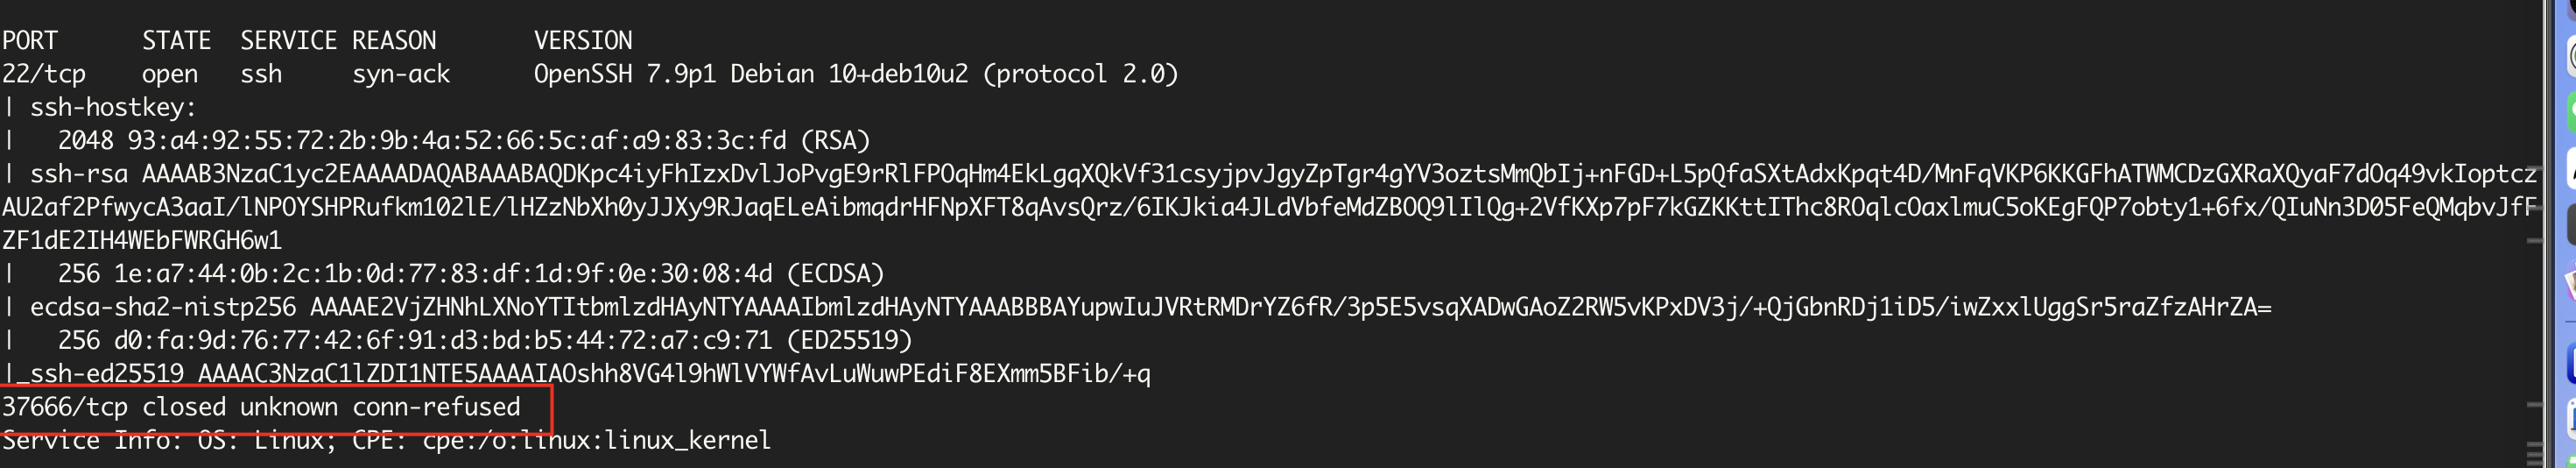 PORT      STATE  SERVICE REASON       VERSION
22/tcp    open   ssh     syn-ack      OpenSSH 7.9p1 Debian 10+deb10u2 (protocol 2.0)
| ssh-hostkey:
|   2048 93:a4:92:55:72:2b:9b:4a:52:66:5c:af:a9:83:3c:fd (RSA)
| ssh-rsa AAAAB3NzaC1yc2EAAAADAQABAAABAQDKpc4iyFhIzxDvlJoPvgE9rRlFPOqHm4EkLgqXQkVf31csyjpvJgyZpTgr4gYV3oztsMmQbIj+nFGD+L5pQfaSXtAdxKpqt4D/MnFqVKP6KKGFhATWMCDzGXRaXQyaF7dOq49vkIoptcz
AU2af2PfwycA3aaI/lNPOYSHPRufkm102lE/lHZzNbXh0yJJXy9RJaqELeAibmqdrHFNpXFT8qAvsQrz/6IKJkia4JLdVbfeMdZBOQ9lIlQg+2VfKXp7pF7kGZKKttIThc8ROqlcOaxlmuC5oKEgFQP7obty1+6fx/QIuNn3D05FeQMqbvJfF
ZF1dE2IH4WEbFWRGH6w1
|   256 1e:a7:44:0b:2c:1b:0d:77:83:df:1d:9f:0e:30:08:4d (ECDSA)
| ecdsa-sha2-nistp256 AAAAE2VjZHNhLXNoYTItbmlzdHAyNTYAAAAIbmlzdHAyNTYAAABBBAYupwIuJVRtRMDrYZ6fR/3p5E5vsqXADwGAoZ2RW5vKPxDV3j/+QjGbnRDj1iD5/iwZxxlUggSr5raZfzAHrZA=
|   256 d0:fa:9d:76:77:42:6f:91:d3:bd:b5:44:72:a7:c9:71 (ED25519)
|_ssh-ed25519 AAAAC3NzaC1lZDI1NTE5AAAAIAOshh8VG4l9hWlVYWfAvLuWuwPEdiF8EXmm5BFib/+q
37666/tcp closed unknown conn-refused
Service Info: OS: Linux; CPE: cpe:/o:linux:linux_kernel